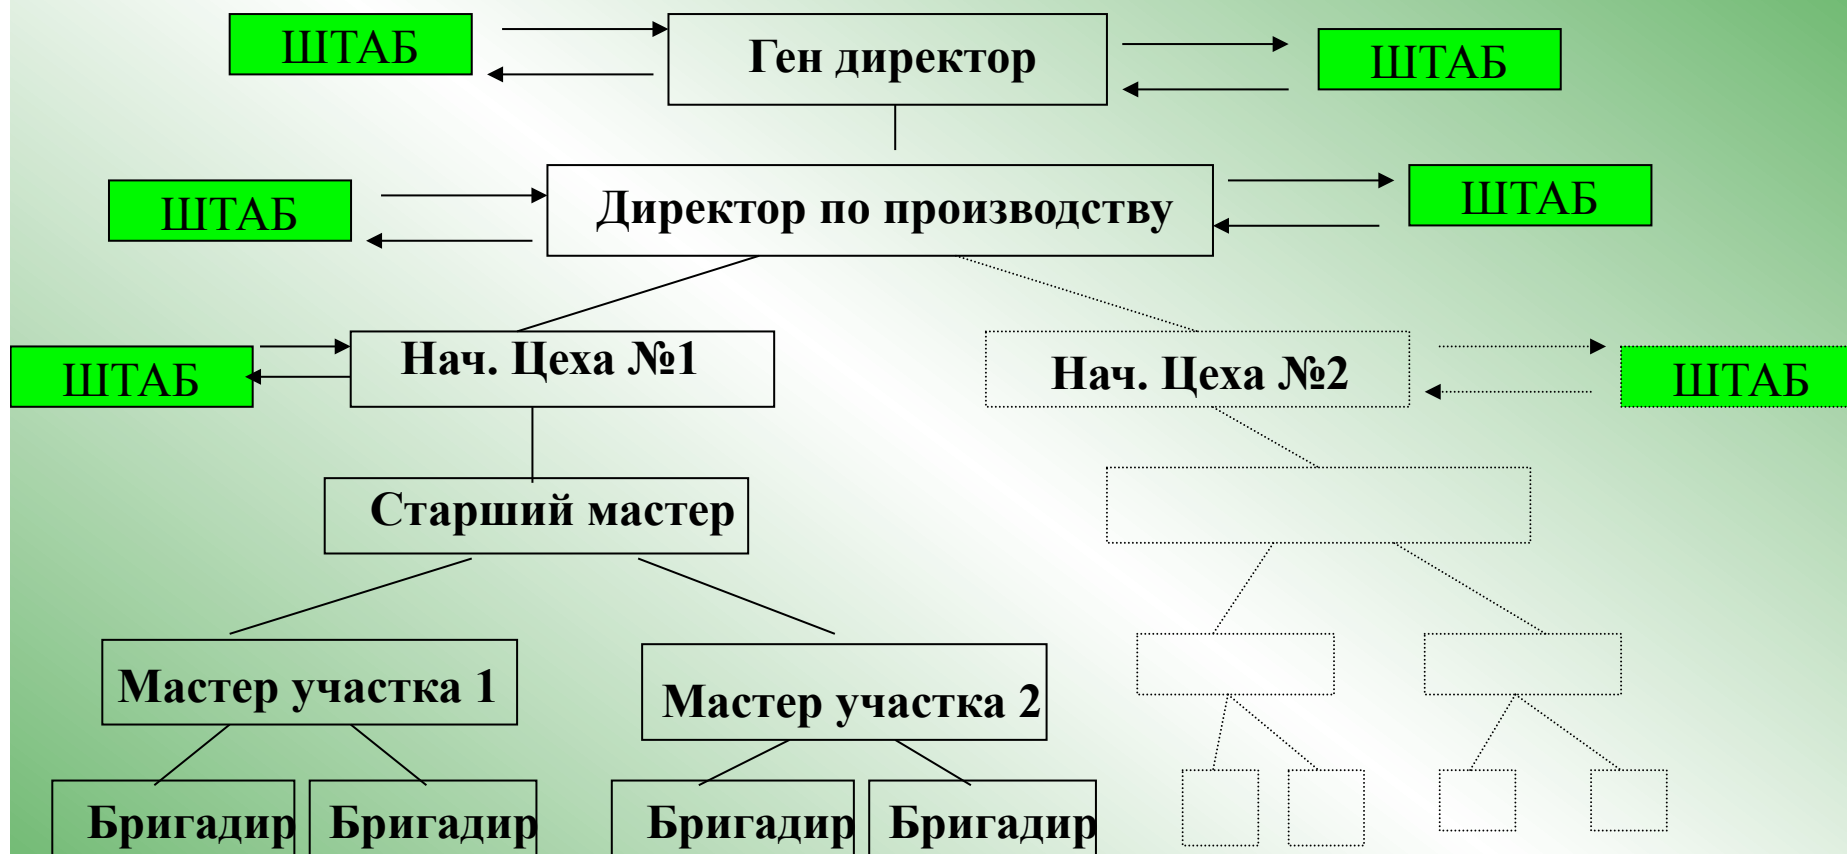 ШТАБ
Ген директор
ШТАБ
ШТАБ
Директор по производству
ШТАБ
ШТАБ
Нач. Цеха №1
Нач. Цеха №2
ШТАБ
Старший мастер
Мастер участка 1
Мастер участка 2
Бригадир
Бригадир
Бригадир
Бригадир